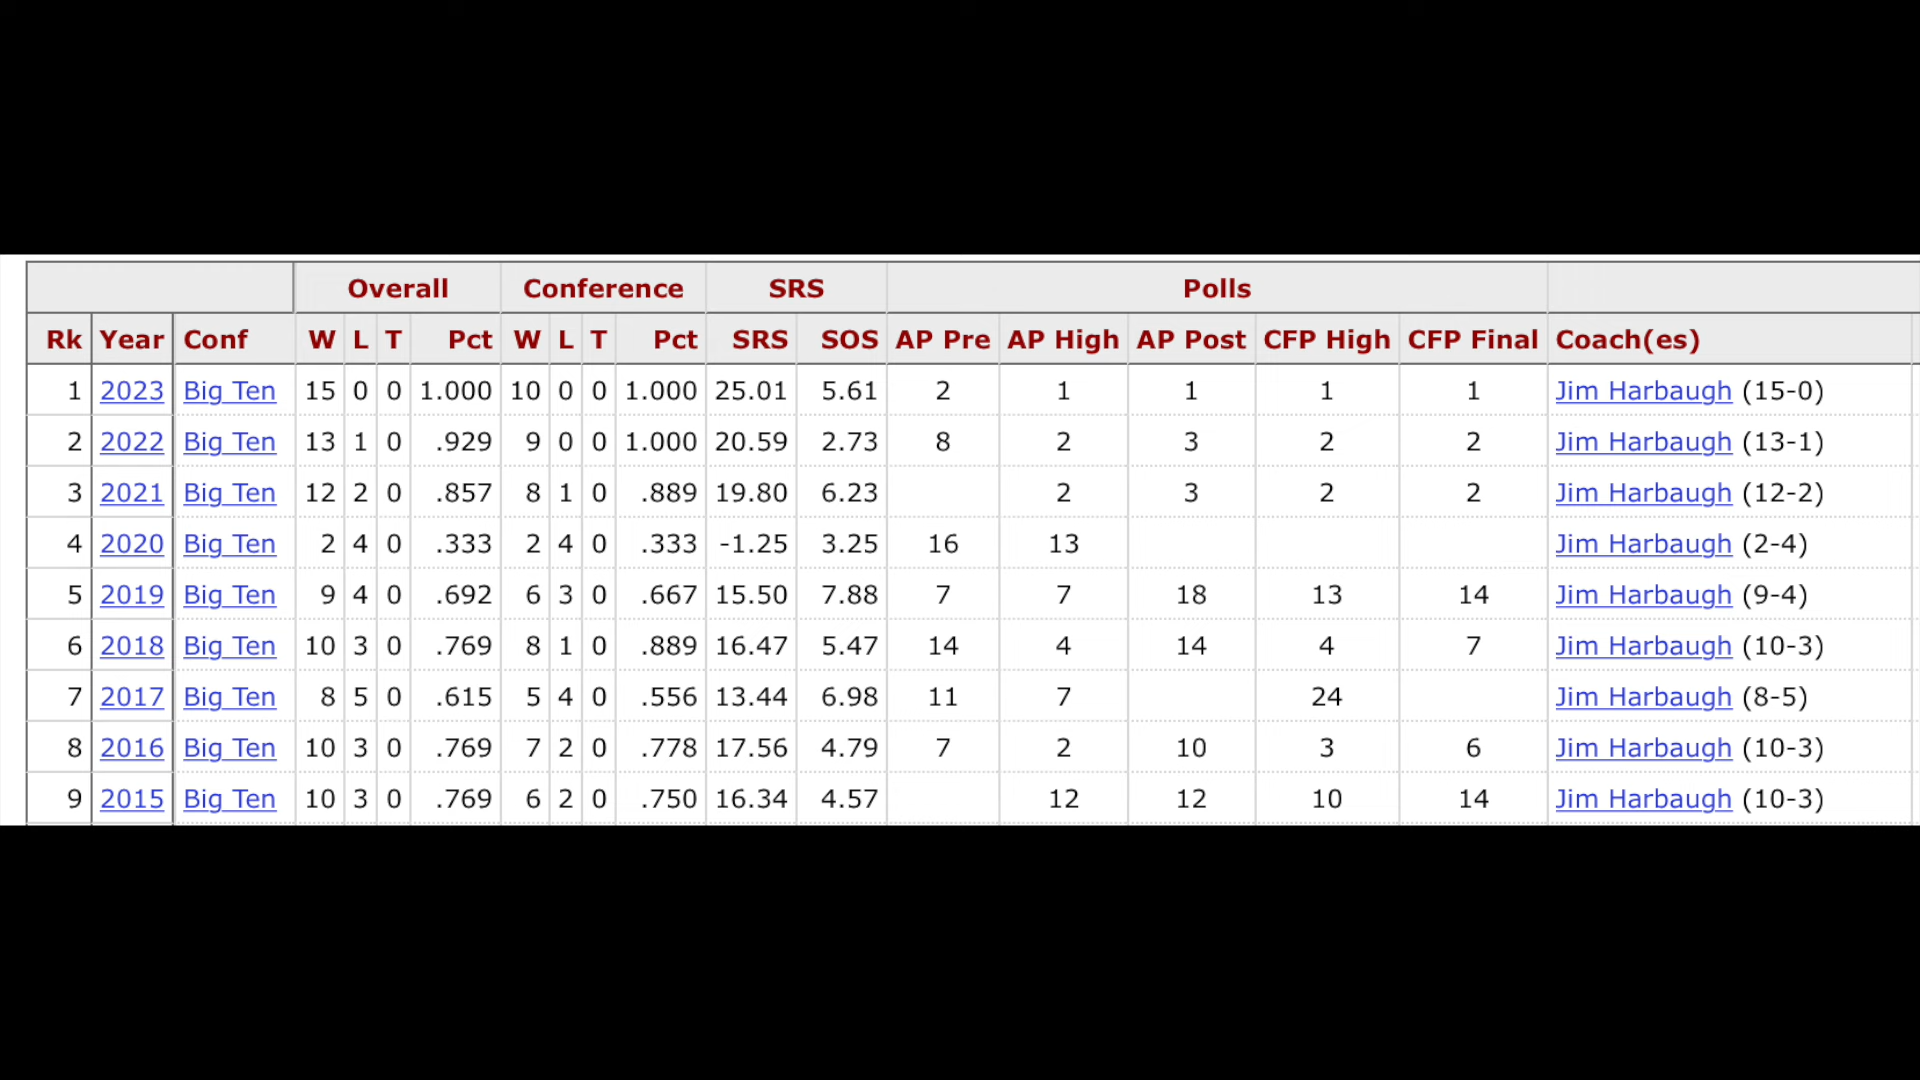 Overall Conference SRS Polls
Rk Year Conf W L T Pct W L T Pct SRS SOS AP Pre AP High AP Post CFP High CFP Final Coach(es)
1 2023 Big Ten 15 0 0 1.000 10 0 0 1.000 25.01 5.61 2 1 1 1 1 Jim Harbaugh (15-0)
2 2022 Big Ten 13 1 0 .929 9 0 0 1.000 20.59 2.73 8 2 3 2 2 Jim Harbaugh (13-1)
3 2021 Big Ten 12 2 0 .857 8 1 0 .889 19.80 6.23 2 3 2 2 Jim Harbaugh (12-2)
4 2020 Big Ten 2 4 0 .333 2 4 0 .333 -1.25 3.25 16 13 Jim Harbaugh (2-4)
5 2019 Big Ten 9 4 0 .692 6 3 0 .667 15.50 7.88 7 7 18 13 14 Jim Harbaugh (9-4)
6 2018 Big Ten 10 3 0 .769 8 1 0 .889 16.47 5.47 14 4 14 4 7 Jim Harbaugh (10-3)
7 2017 Big Ten 8 5 0 .615 5 4 0 .556 13.44 6.98 11 7 24 Jim Harbaugh (8-5)
8 2016 Big Ten 10 3 0 .769 7 2 0 .778 17.56 4.79 7 2 10 3 6 Jim Harbaugh (10-3)
9 2015 Big Ten 10 3 0 .769 6 2 0 .750 16.34 4.57 12 12 10 14 Jim Harbaugh (10-3)